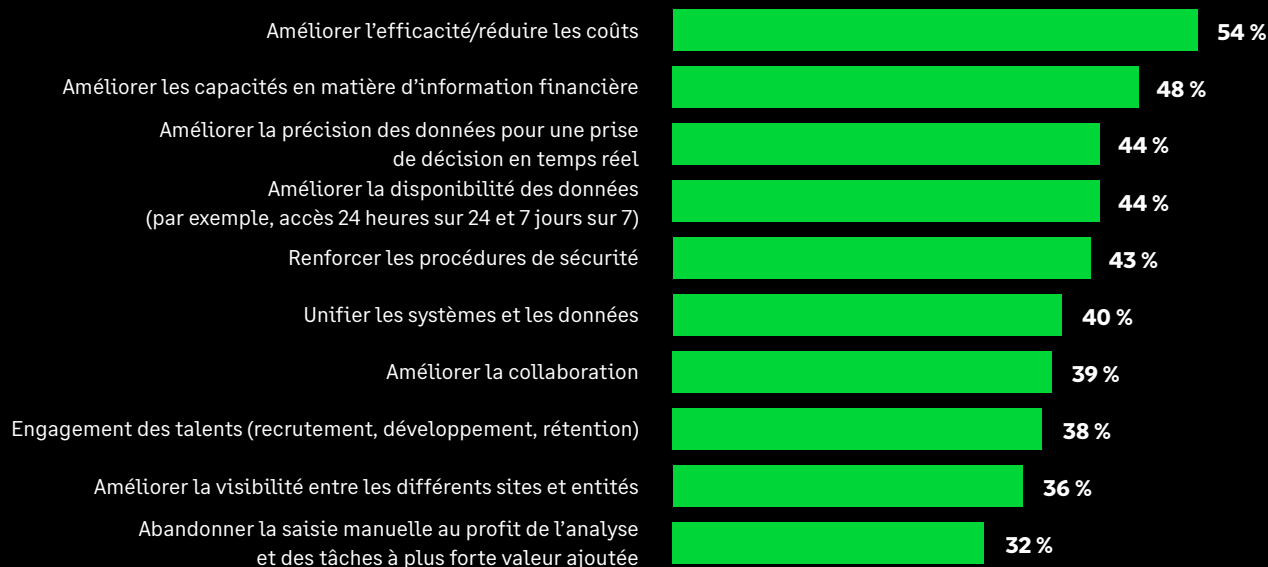 Améliorer l’efficacité/réduire les coûts 54 %
Améliorer les capacités en matière d’information financière 48 %
Améliorer la précision des données pour une prise
de décision en temps réel 44 %
Améliorer la disponibilité des données
(par exemple, accès 24 heures sur 24 et 7 jours sur 7) 44 %
Renforcer les procédures de sécurité 43 %
Unifier les systèmes et les données 40 %
Améliorer la collaboration 39 %
Engagement des talents (recrutement, développement, rétention) 38 %
Améliorer la visibilité entre les différents sites et entités 36 %
Abandonner la saisie manuelle au profit de l’analyse
et des tâches à plus forte valeur ajoutée 32 %